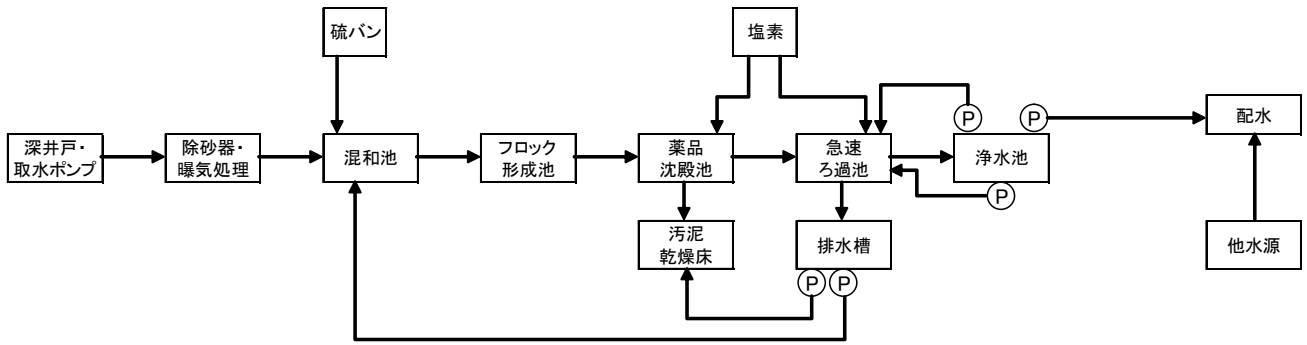 硫バン
塩素
P
P
配水
深井戸・
取水ポンプ
除砂器・
曝気処理
混和池
フロック
形成池
薬品
沈殿池
急速
ろ過池
浄水池
P
汚泥
乾燥床
排水槽
他水源
P
P